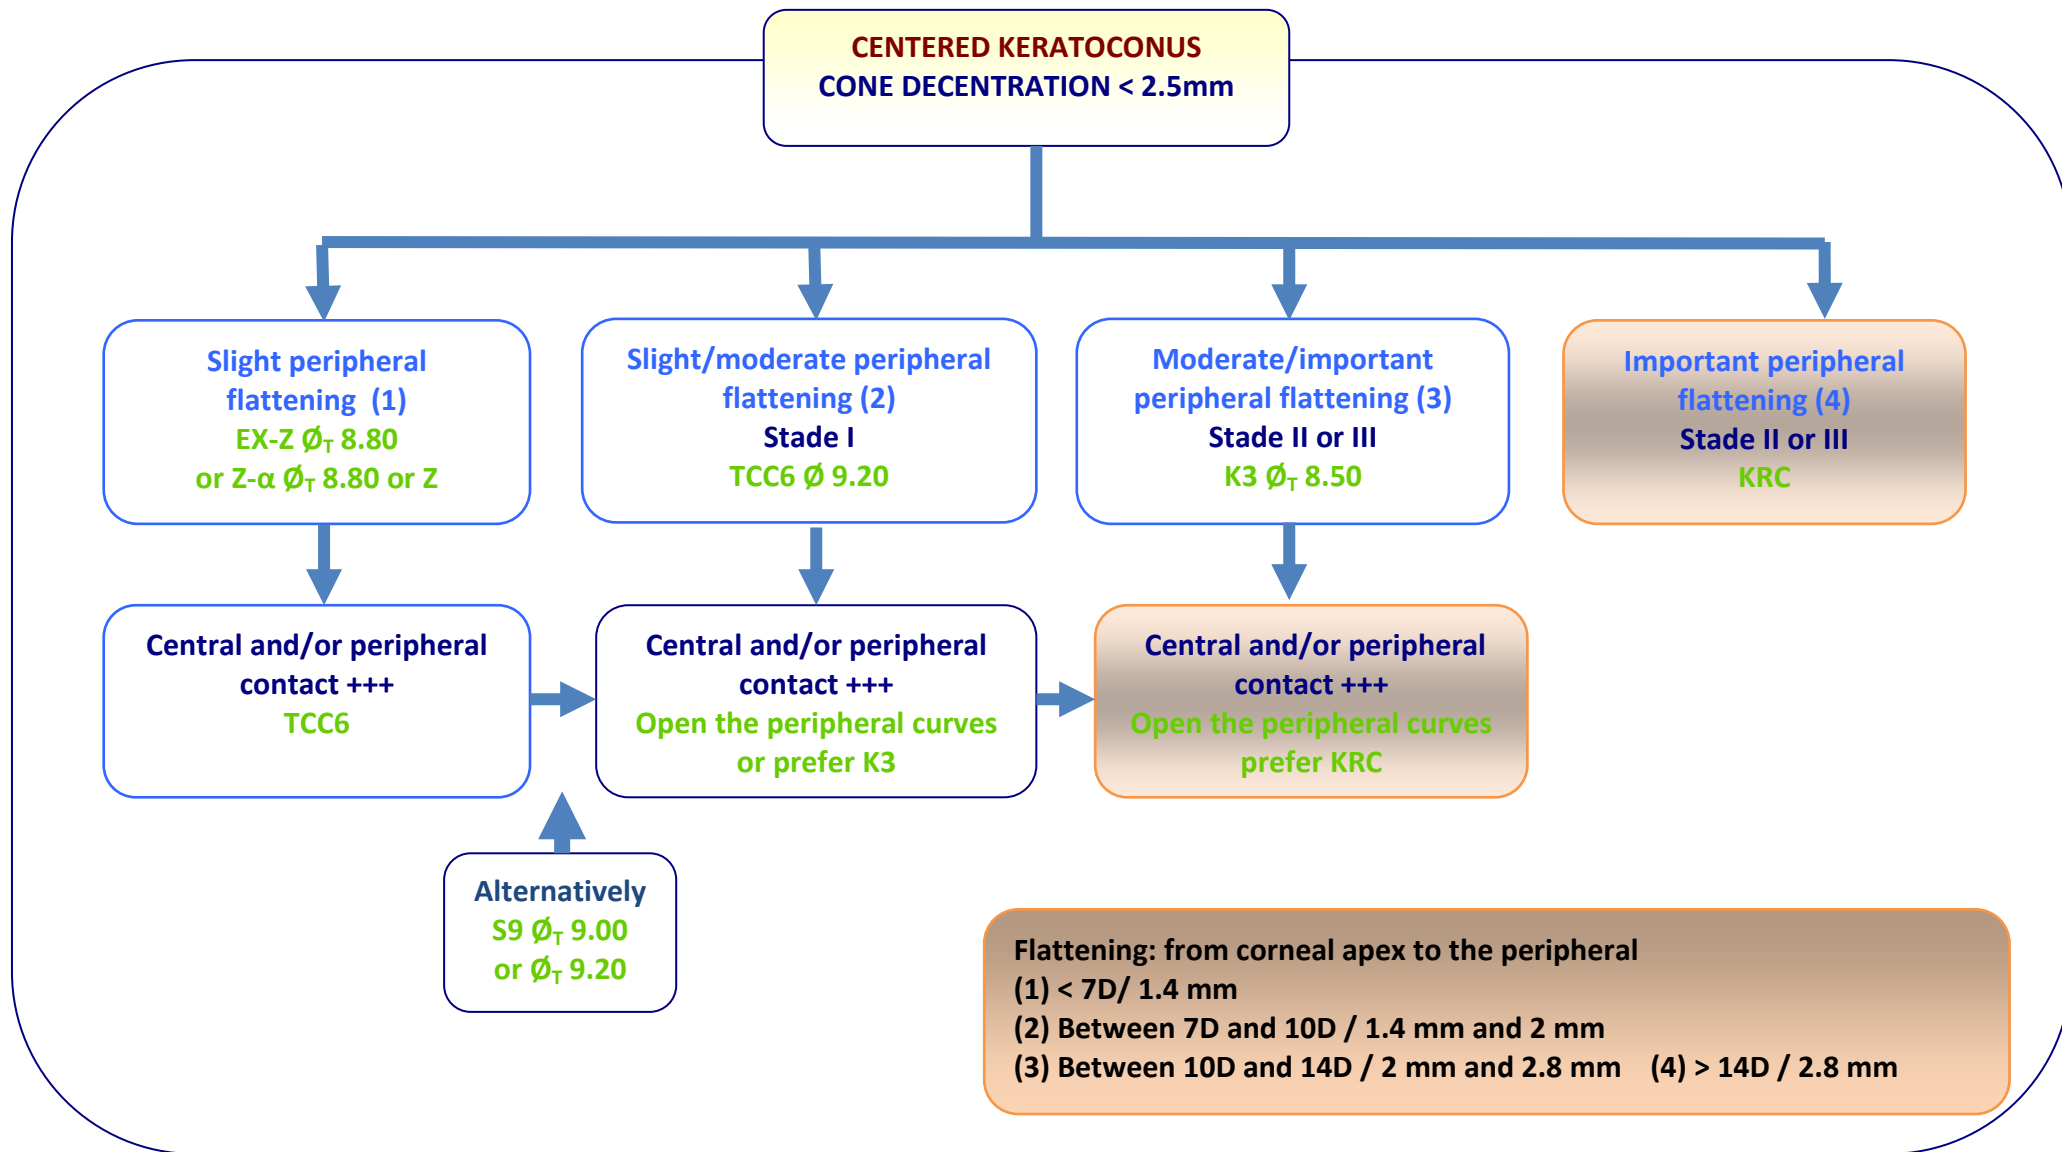 CENTERED KERATOCONUS
CONE DECENTRATION < 2.5mm
Slight peripheral
flattening (1)
EX-Z Ø_T 8.80
or Z-α Ø_T 8.80 or Z
Slight/moderate peripheral
flattening (2)
Stade I
TCC6 Ø 9.20
Moderate/important
peripheral flattening (3)
Stade II or III
K3 Ø_T 8.50
Important peripheral
flattening (4)
Stade II or III
KRC
Central and/or peripheral
contact +++
TCC6
Central and/or peripheral
contact +++
Open the peripheral curves
or prefer K3
Central and/or peripheral
contact +++
Open the peripheral curves
prefer KRC
Alternatively
S9 Ø_T 9.00
or Ø_T 9.20
Flattening: from corneal apex to the peripheral
(1) < 7D/ 1.4 mm
(2) Between 7D and 10D / 1.4 mm and 2 mm
(3) Between 10D and 14D / 2 mm and 2.8 mm (4) > 14D / 2.8 mm